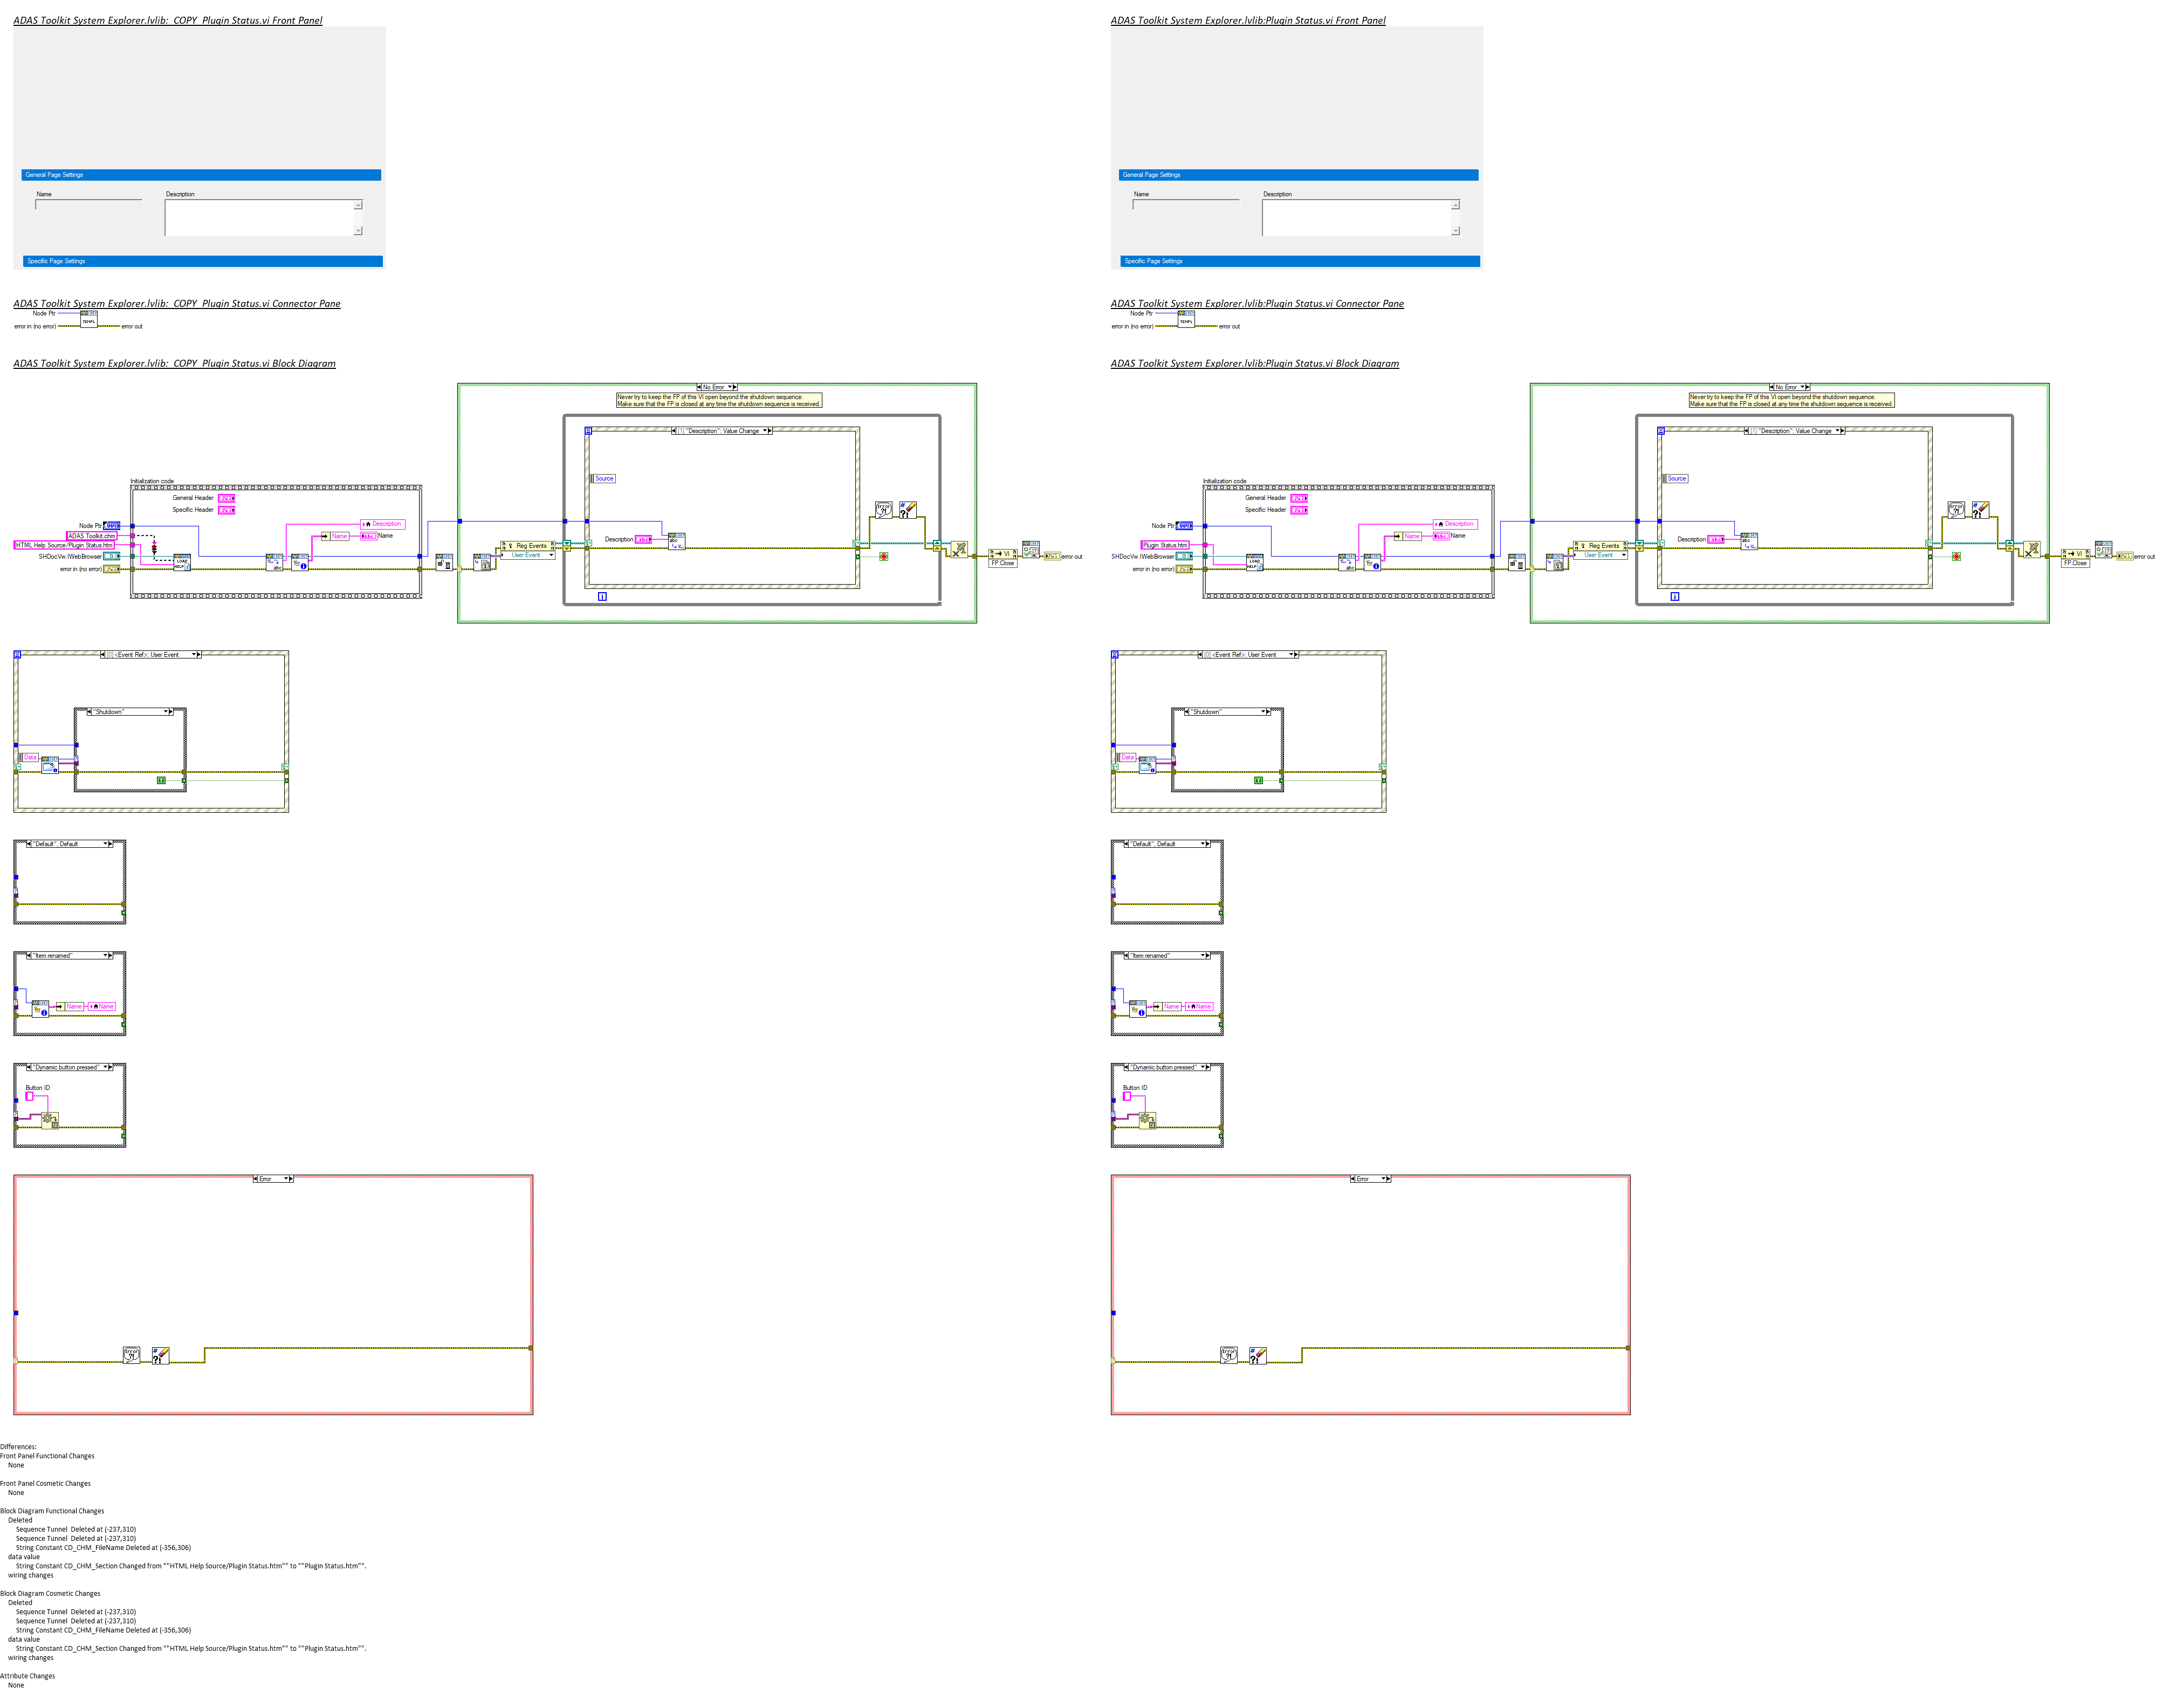 ADAS Toolkit System Explorer.lvlib:_COPY_Plugin Status.vi Front Panel
General Page Settings
Name
Description
Specific Page Settings
ADAS Toolkit System Explorer.lvlib:_COPY_Plugin Status.vi Connector Pane
Node Ptr
TEMPL
error in (no error)
error out
ADAS Toolkit System Explorer.lvlib:_COPY_Plugin Status.vi Block Diagram
No Error
Never try to keep the FP of this VI open beyond the shutdown sequence.
Make sure that the FP is closed at any time the shutdown sequence is received.
[1] "Description": Value Change
Source
Initialization code
General Header
Specific Header
Node Ptr
ADAS Toolkit.chm
HTML Help Source/Plugin Status.htm
SHDocVw.IWebBrowser
error in (no error)
LOAD
HELP
Description
Name
Name
Reg Events
User Event
Description
abc
Error
VI
FP.Close
error out
[0] <Event Ref>: User Event
"Shutdown"
Data
"Default", Default
"Item renamed"
Name
Name
"Dynamic button pressed"
Button ID
Error
Error
Differences:
Front Panel Functional Changes
None
Front Panel Cosmetic Changes
None
Block Diagram Functional Changes
Deleted
Sequence Tunnel  Deleted at (-237,310)
Sequence Tunnel  Deleted at (-237,310)
String Constant CD_CHM_FileName Deleted at (-356,306)
data value
String Constant CD_CHM_Section Changed from ""HTML Help Source/Plugin Status.htm"" to ""Plugin Status.htm"".
wiring changes
Block Diagram Cosmetic Changes
Deleted
Sequence Tunnel  Deleted at (-237,310)
Sequence Tunnel  Deleted at (-237,310)
String Constant CD_CHM_FileName Deleted at (-356,306)
data value
String Constant CD_CHM_Section Changed from ""HTML Help Source/Plugin Status.htm"" to ""Plugin Status.htm"".
wiring changes
Attribute Changes
None
ADAS Toolkit System Explorer.lvlib:Plugin Status.vi Front Panel
General Page Settings
Name
Description
Specific Page Settings
ADAS Toolkit System Explorer.lvlib:Plugin Status.vi Connector Pane
Node Ptr
TEMPL
error in (no error)
error out
ADAS Toolkit System Explorer.lvlib:Plugin Status.vi Block Diagram
No Error
Never try to keep the FP of this VI open beyond the shutdown sequence.
Make sure that the FP is closed at any time the shutdown sequence is received.
[1] "Description": Value Change
Source
Initialization code
General Header
Specific Header
Node Ptr
Plugin Status.htm
SHDocVw.IWebBrowser
error in (no error)
LOAD
HELP
Description
Name
Name
Reg Events
User Event
Description
abc
Error
VI
FP.Close
error out
[0] <Event Ref>: User Event
"Shutdown"
Data
"Default", Default
"Item renamed"
Name
Name
"Dynamic button pressed"
Button ID
Error
Error